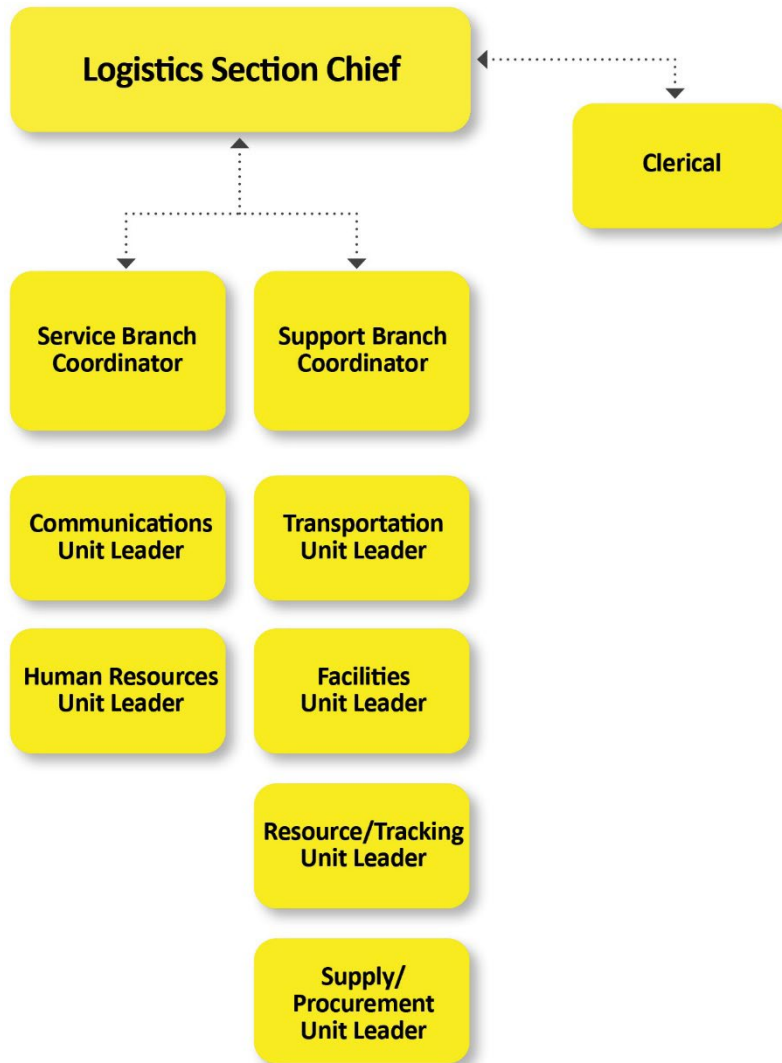 Logistics Section Chief
Clerical
Service Branch
Coordinator
Support Branch
Coordinator
Communications
Unit Leader
Transportation
Unit Leader
Human Resources
Unit Leader
Facilities
Unit Leader
Resource/Tracking
Unit Leader
Supply/
Procurement
Unit Leader